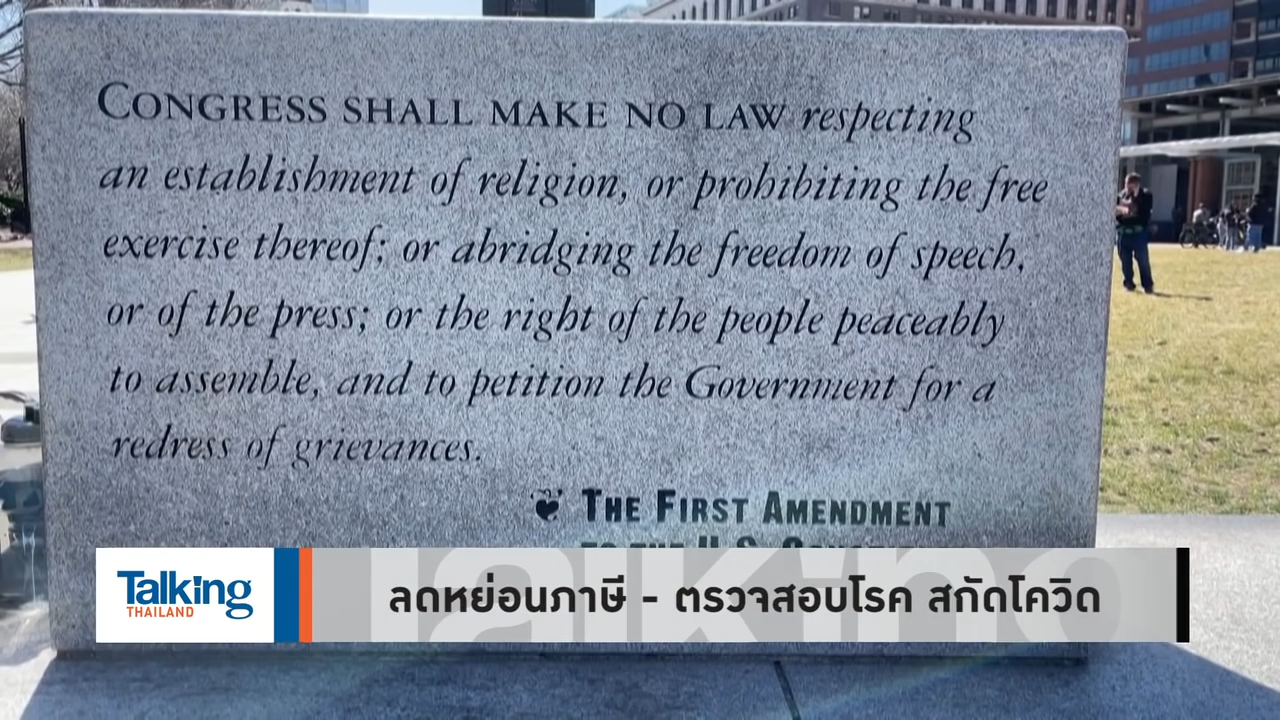 CONGRESS SHALL MAKE NO LAW respecting
an establishment of religion, or prohibiting the free
exercise thereof; or abridging the freedom of speech,
or of the press; or the right of the people peaceably
to assemble, and to petition the Government for a
redress of grievances.
THE FIRST AMENDMENT
TO THE U.S.
Talking
THAILAND
ลดหย่อนภาษี - ตรวจสอบโรค สกัดโควิด